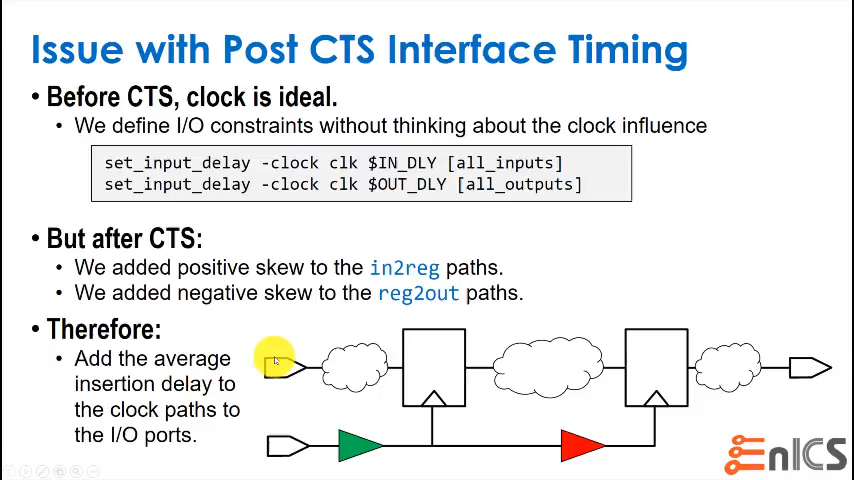 Issue with Post CTS Interface Timing
• Before CTS, clock is ideal.
• We define I/O constraints without thinking about the clock influence
set_input_delay -clock clk $IN_DLY [all_inputs]
set_input_delay -clock clk $OUT_DLY [all_outputs]
• But after CTS:
• We added positive skew to the in2reg paths.
• We added negative skew to the reg2out paths.
• Therefore:
• Add the average
insertion delay to
the clock paths to
the I/O ports.
EnICS